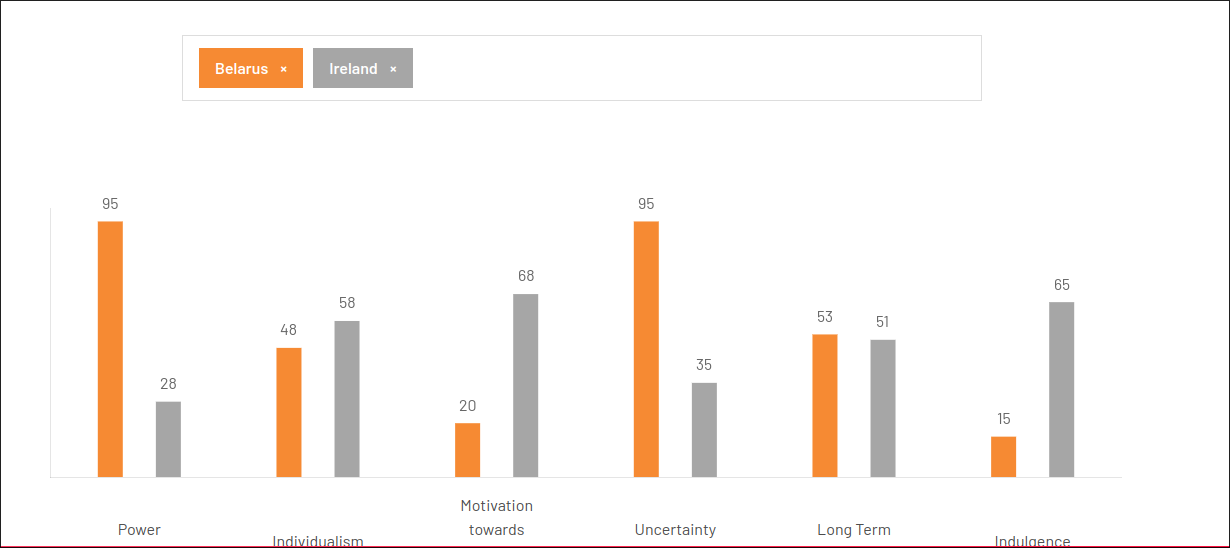 Belarus ×
Ireland ×
95
28
48
58
20
68
95
35
53
51
15
65
Power
Individualism
Motivation
towards
Uncertainty
Long Term
Indulgence